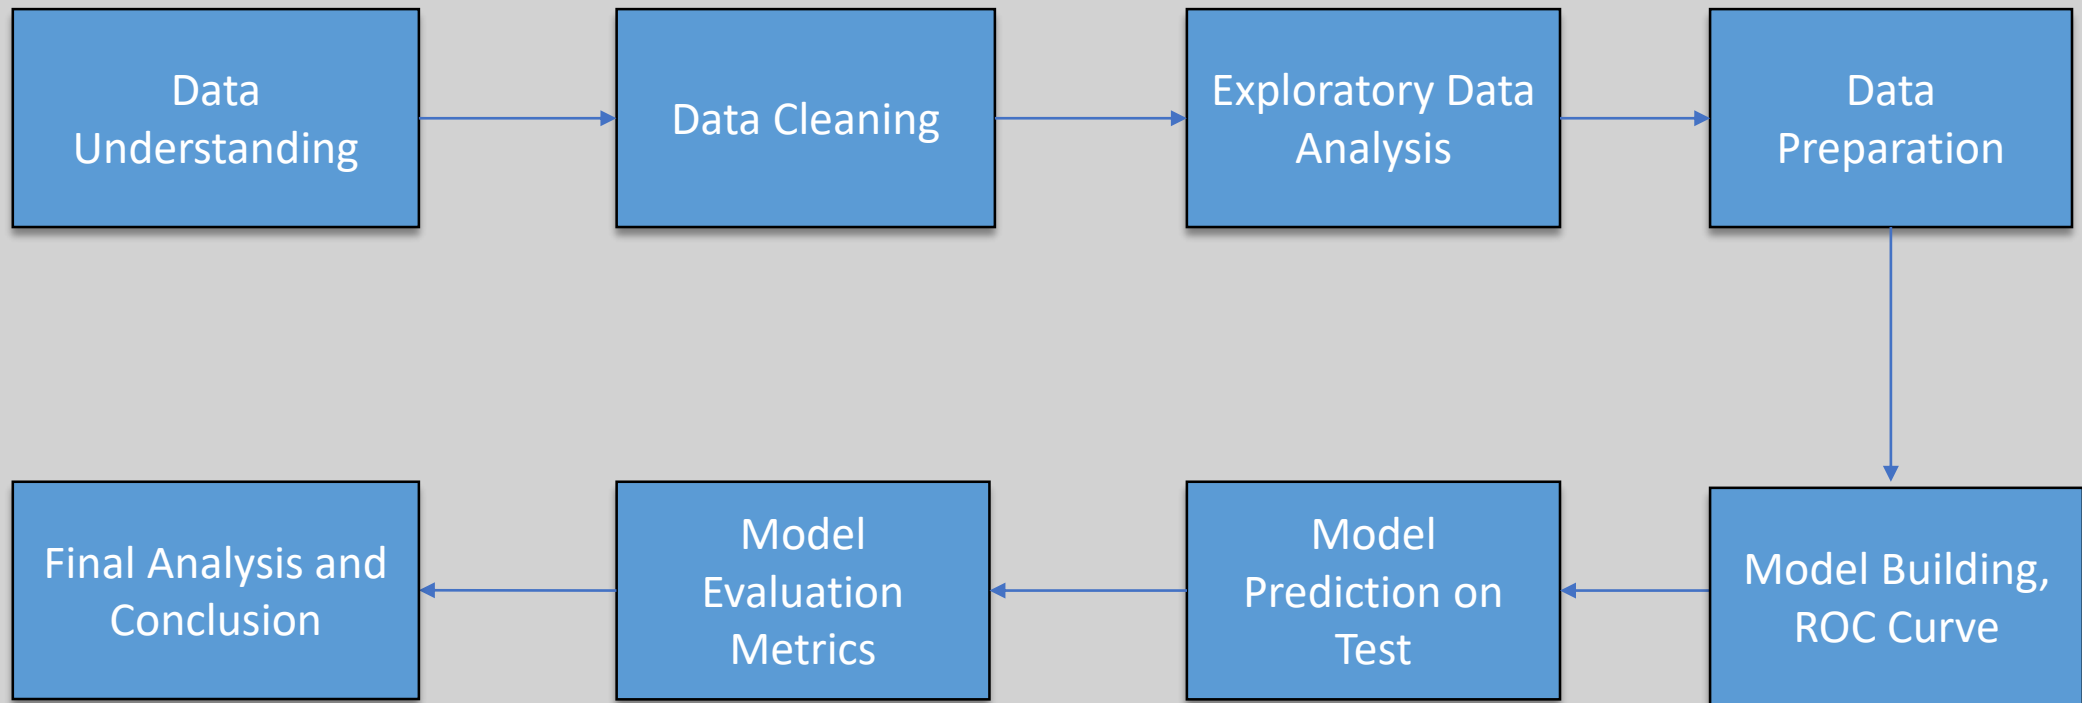 Data
Understanding
Data Cleaning
Exploratory Data
Analysis
Data
Preparation
Model Building,
ROC Curve
Model
Prediction on
Test
Model
Evaluation
Metrics
Final Analysis and
Conclusion